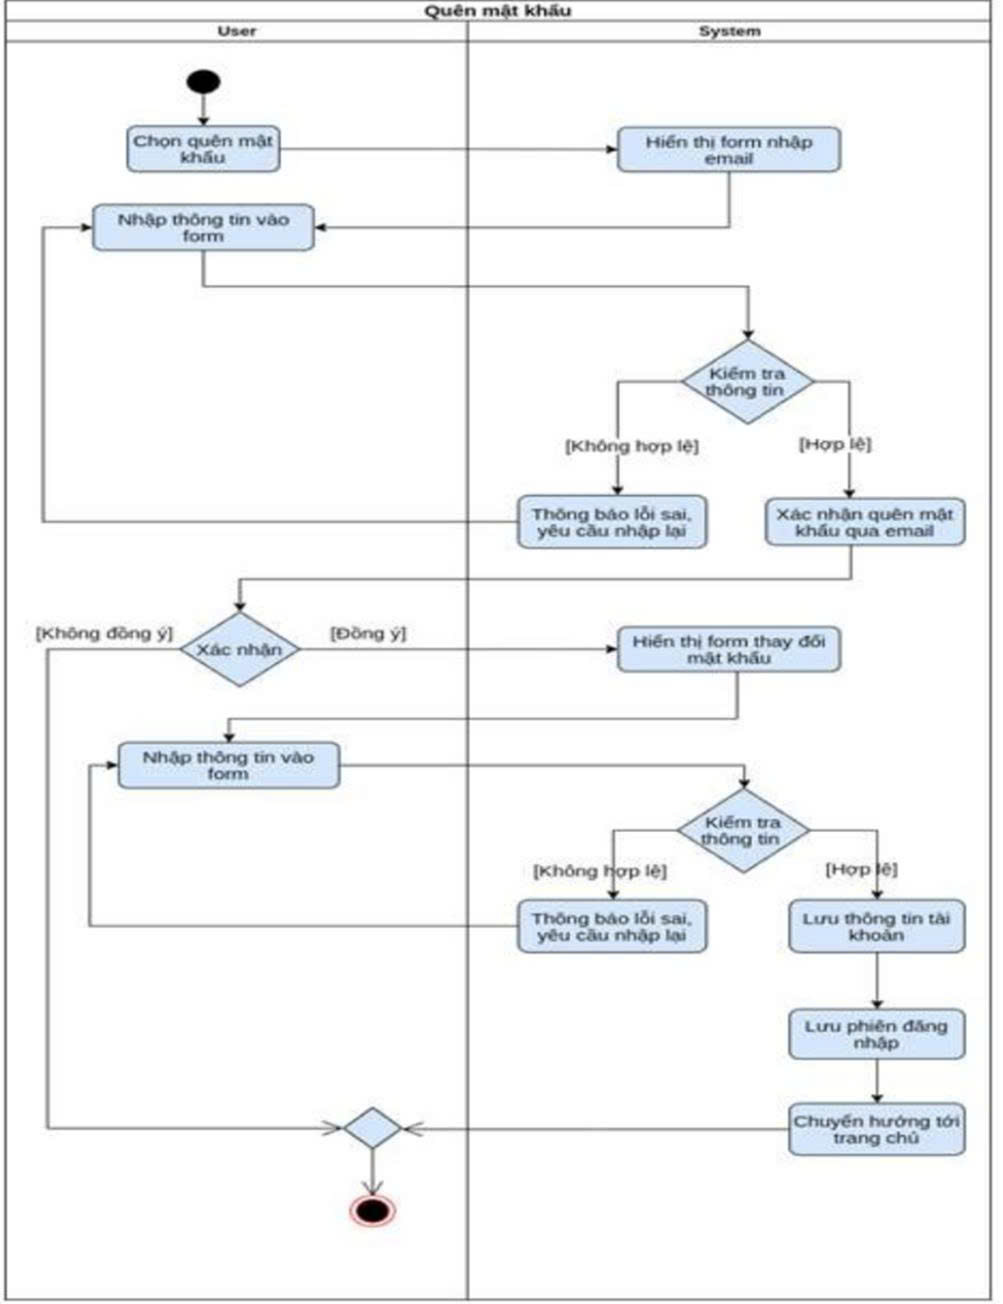 Quên mật khẩu
User
System
Chọn quên mật
khẩu
Hiển thị form nhập
email
Nhập thông tin vào
form
Kiểm tra
thông tin
[Không hợp lệ]
[Hợp lệ]
Thông báo lỗi sai,
yêu cầu nhập lại
Xác nhận quên mật
khẩu qua email
[Không đồng ý]
Xác nhận
[Đồng ý]
Hiển thị form thay đổi
mật khẩu
Nhập thông tin vào
form
Kiểm tra
thông tin
[Không hợp lệ]
[Hợp lệ]
Thông báo lỗi sai,
yêu cầu nhập lại
Lưu thông tin tài
khoản
Lưu phiên đăng
nhập
Chuyển hướng tới
trang chủ